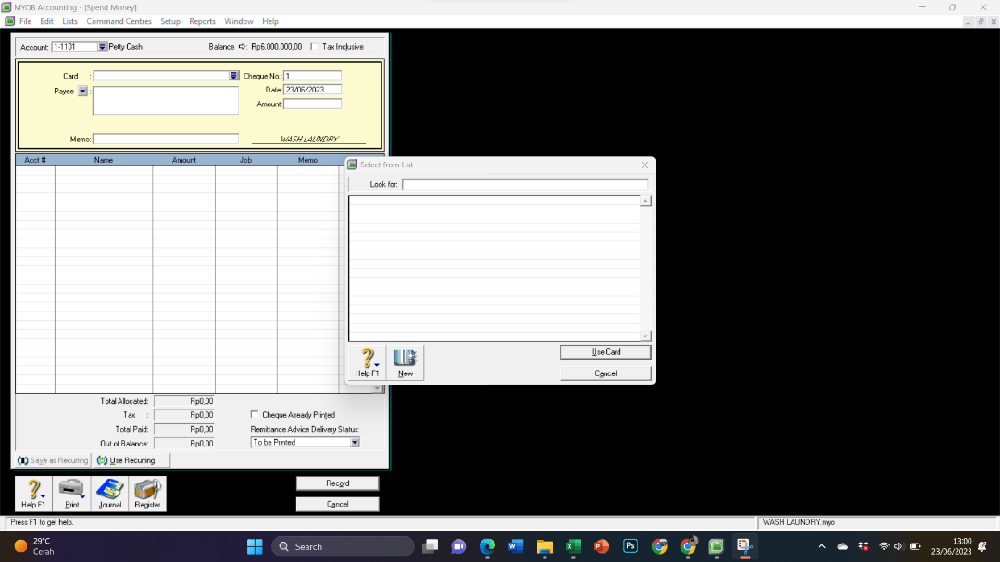 MYOB Accounting - [Spend Money]
File Edit Lists Command Centres Setup Reports Window Help
Account: 1-1101 Petty Cash Balance Rp6.000.000,00 Tax Inclusive
Card : Cheque No.: 1
Payee : Date: 23/06/2023
Amount:
Memo: WASH LAUNDRY
Acct # Name Amount Job Memo
Select from List
Look for:
Use Card
Help F1 New Cancel
Total Allocated: Rp0,00
Tax : Rp0,00 Cheque Already Printed
Total Paid: Rp0,00 Remittance Advice Delivery Status:
Out of Balance: Rp0,00 To be Printed
Save as Recurring Use Recurring
Record
Help F1 Print Journal Register Cancel
Press F1 to get help. WASH LAUNDRY.myo
29°C
Cerah
Search
13:00
23/06/2023